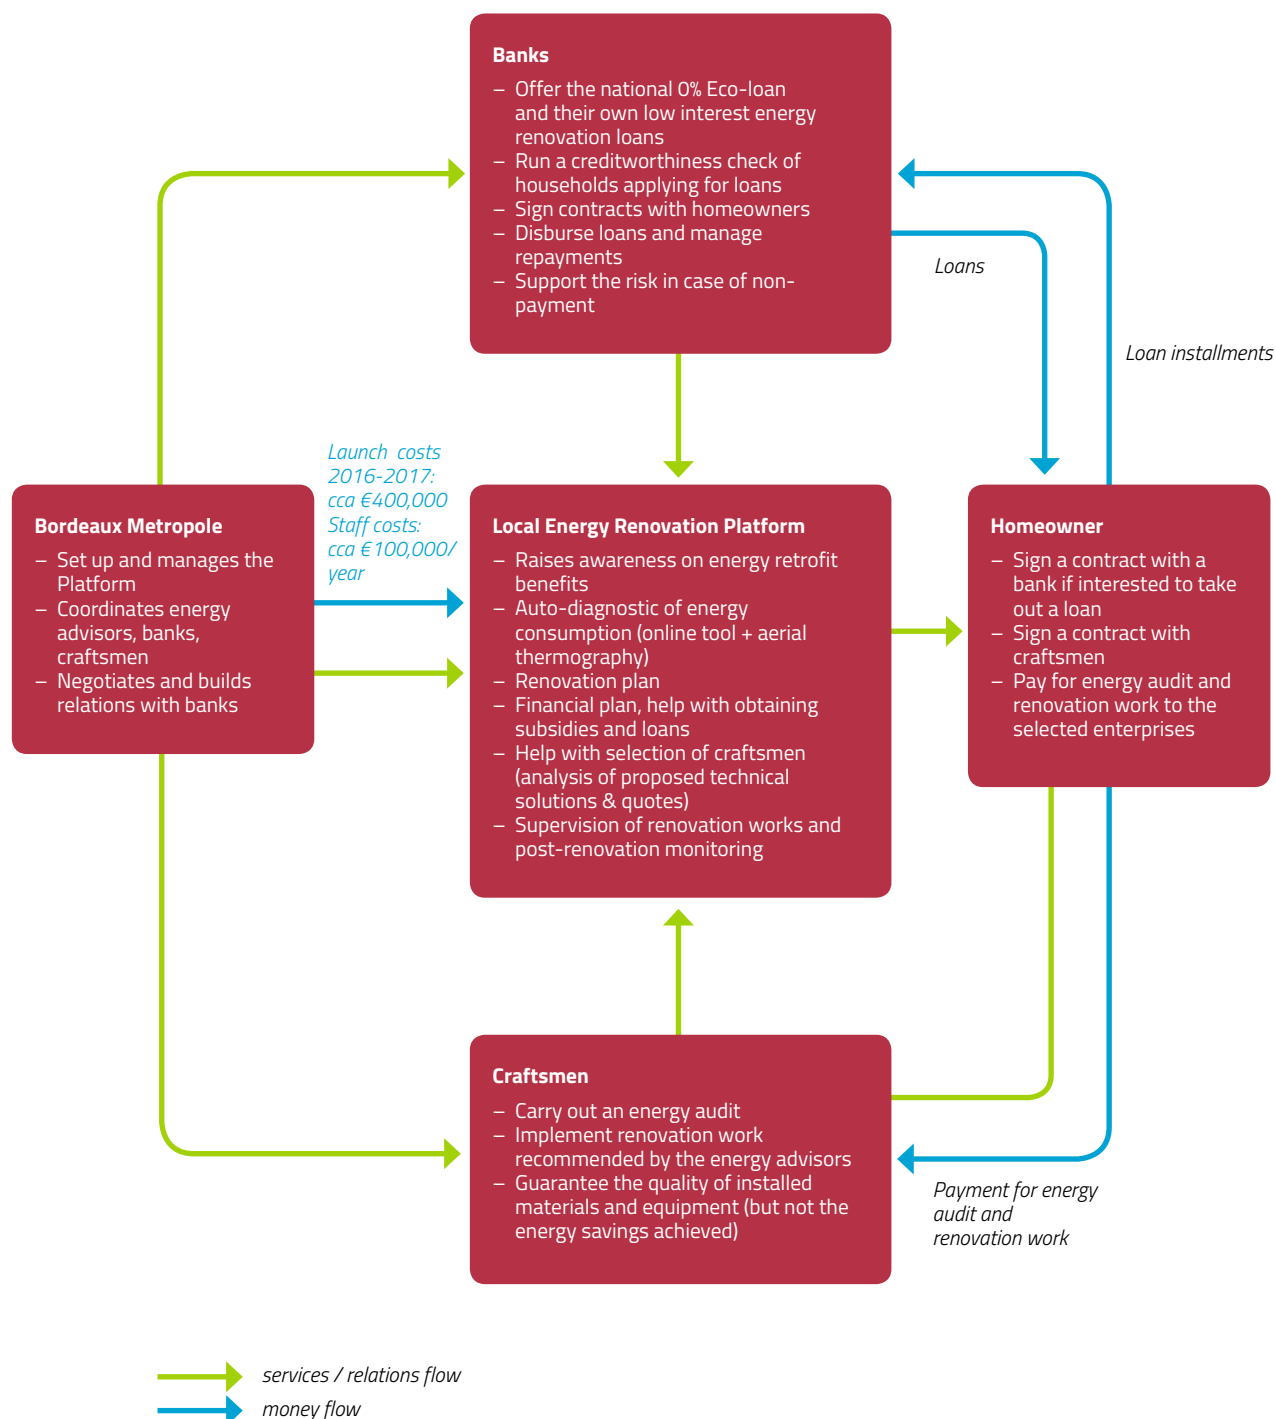 Banks
– Offer the national 0% Eco-loan
and their own low interest energy
renovation loans
– Run a creditworthiness check of
households applying for loans
– Sign contracts with homeowners
– Disburse loans and manage
repayments
– Support the risk in case of non-
payment
Loans
Loan installments
Launch costs
2016-2017:
cca €400,000
Staff costs:
cca €100,000/
year
Bordeaux Metropole
– Set up and manages the
Platform
– Coordinates energy
advisors, banks,
craftsmen
– Negotiates and builds
relations with banks
Local Energy Renovation Platform
– Raises awareness on energy retrofit
benefits
– Auto-diagnostic of energy
consumption (online tool + aerial
thermography)
– Renovation plan
– Financial plan, help with obtaining
subsidies and loans
– Help with selection of craftsmen
(analysis of proposed technical
solutions & quotes)
– Supervision of renovation works and
post-renovation monitoring
Homeowner
– Sign a contract with a
bank if interested to take
out a loan
– Sign a contract with
craftsmen
– Pay for energy audit and
renovation work to the
selected enterprises
Craftsmen
– Carry out an energy audit
– Implement renovation work
recommended by the energy advisors
– Guarantee the quality of installed
materials and equipment (but not the
energy savings achieved)
Payment for energy
audit and
renovation work
services / relations flow
money flow